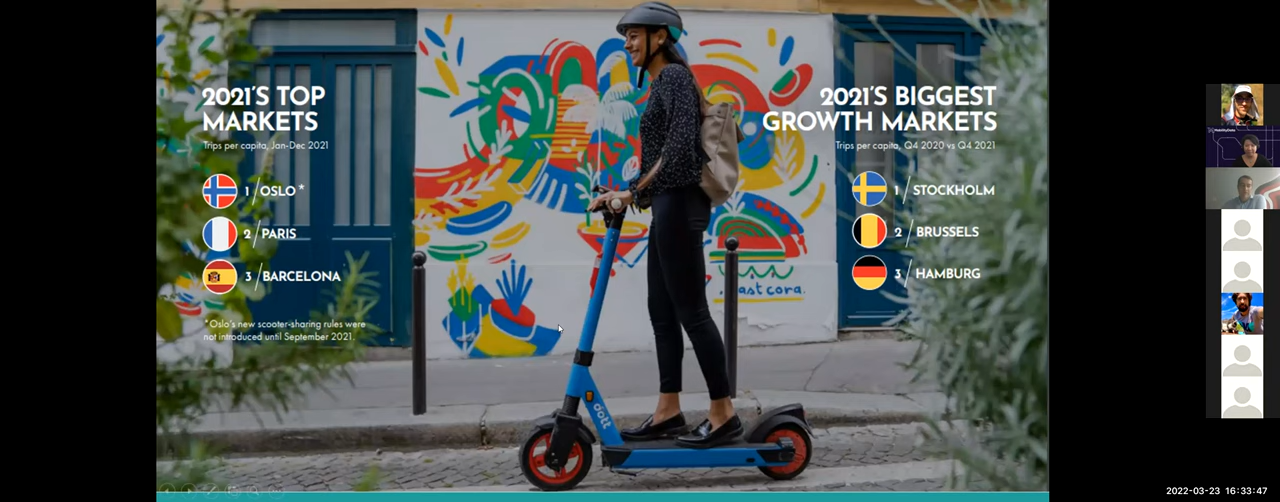 2021'S TOP
MARKETS
Trips per capita, Jan-Dec 2021
1 / OSLO *
2 / PARIS
3 / BARCELONA
*Oslo's new scooter-sharing rules were
not introduced until September 2021.
2021'S BIGGEST
GROWTH MARKETS
Trips per capita, Q4 2020 vs Q4 2021
1 / STOCKHOLM
2 / BRUSSELS
3 / HAMBURG
dott
MobilityData
2022-03-23 16:33:47